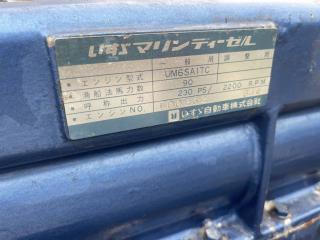 いすゞマリンディーゼル
一般用 調整用
・エンジン型式 UM6SA1TC
・漁船法馬力数 90
・呼称出力 230 PS/ 2200 RPM
・エンジンNO.
いすゞ自動車株式会社